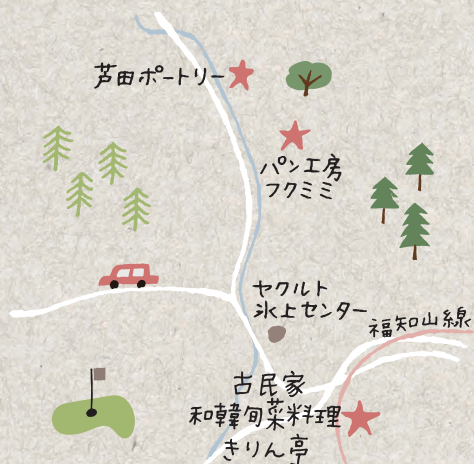 芦田ポートリー
パン工房
フクミミ
ヤクルト
氷上センター
福知山線
古民家
和韓旬菜料理
きりん亭